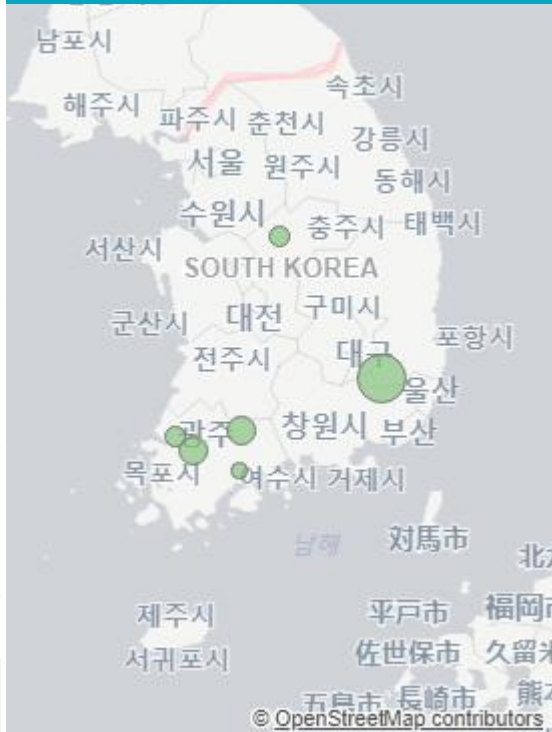 남포시
속초시
해주시
파주시 춘천시
강릉시
서울 원주시
동해시
수원시
충주시 태백시
서산시
SOUTH KOREA
구미시
군산시 대전
포항시
대구
전주시
울산
광주 창원시 부산
목포시 여수시 거제시
남해
対馬市
제주시 平戸市
서귀포시 佐世保市
五島市 長崎市
© OpenStreetMap contributors